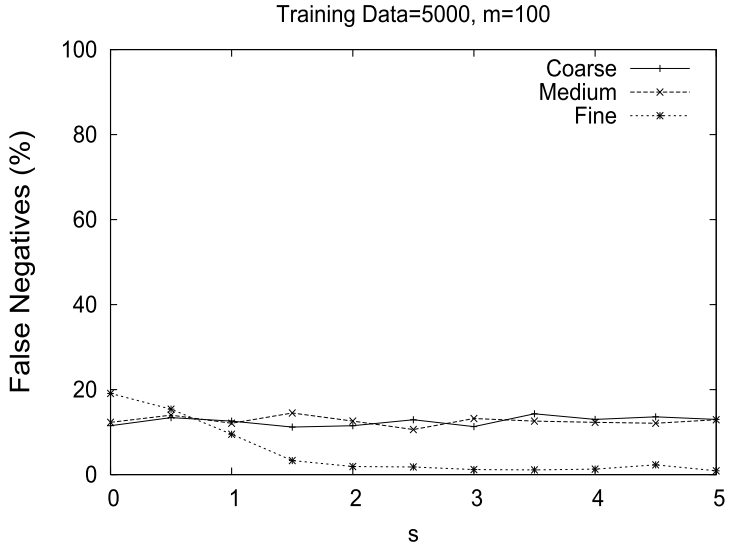 Training Data=5000, m=100
Coarse
Medium
Fine
False Negatives (%)
100
80
60
40
20
0
0 1 2 3 4 5
s